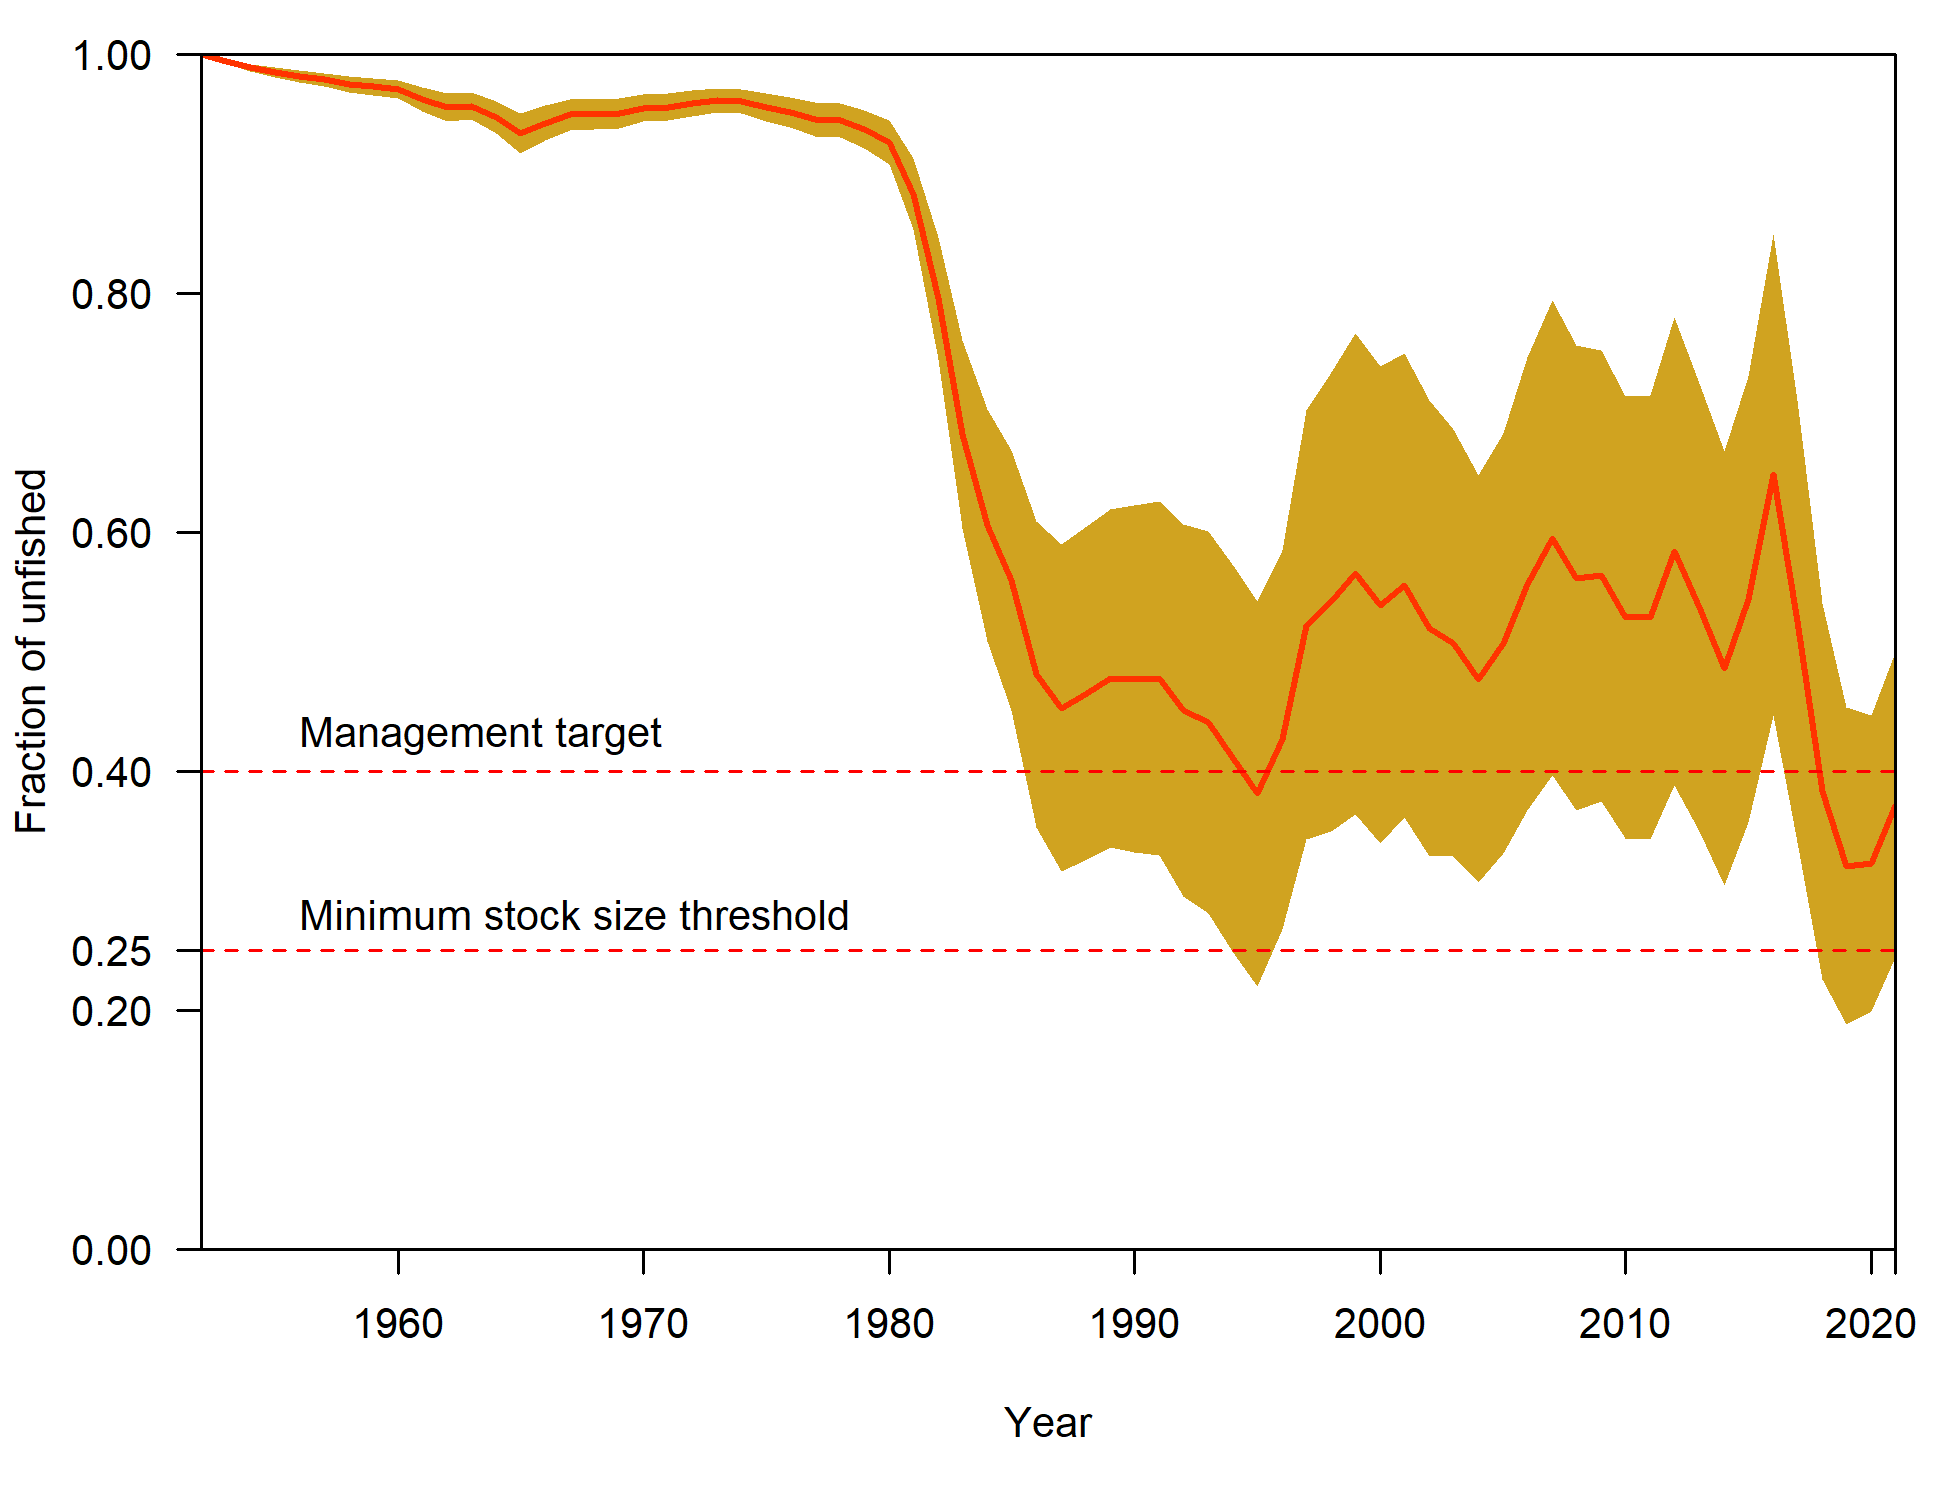 1.00
0.80
0.60
0.40
0.25
0.20
0.00
Fraction of unfished
Management target
Minimum stock size threshold
1960 1970 1980 1990 2000 2010 2020
Year